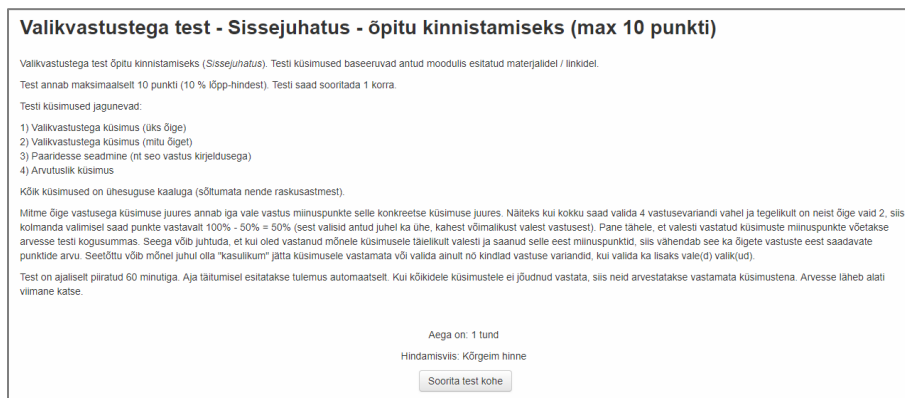 Valikvastustega test - Sissejuhatus - õpitu kinnistamiseks (max 10 punkti)
Valikvastustega test õpitu kinnistamiseks (Sissejuhatus). Testi küsimused baseeruvad antud moodulis esitatud materjalidel / linkidel.
Test annab maksimaalselt 10 punkti (10 % lõpp-hindest). Testi saad sooritada 1 korra.
Testi küsimused jagunevad:
1) Valikvastustega küsimus (üks õige)
2) Valikvastustega küsimus (mitu õiget)
3) Paaridesse seadmine (nt seo vastus kirjeldusega)
4) Arvutuslik küsimus
Kõik küsimused on ühesuguse kaaluga (sõltumata nende raskusastmest).
Mitme õige vastusega küsimuse juures annab iga vale vastus miinuspunkte selle konkreetse küsimuse juures. Näiteks kui kokku saad valida 4 vastusevariandi vahel ja tegelikult on neist õige vaid 2, siis
kolmanda valimisel saad punkte vastavalt 100% - 50% = 50% (sest valisid antud juhul ka ühe, kahest võimalikust valest vastusest). Pane tähele, et valesti vastatud küsimuste miinuspunkte võetakse
arvesse testi kogusummas. Seega võib juhtuda, et kui oled vastanud mõnele küsimusele täielikult valesti ja saanud selle eest miinuspunktid, siis vähendab see ka õigete vastuste eest saadavate
punktide arvu. Seetõttu võib mõnel juhul olla "kasulikum" jätta küsimusele vastamata või valida ainult nö kindlad vastuse variandid, kui valida ka lisaks vale(d) valik(ud).
Test on ajaliselt piiratud 60 minutiga. Aja täitumisel esitatakse tulemus automaatselt. Kui kõikidele küsimustele ei jõudnud vastata, siis neid arvestatakse vastamata küsimustena. Arvesse läheb alati
viimane katse.
Aega on: 1 tund
Hindamisviis: Kõrgeim hinne
Soorita test kohe